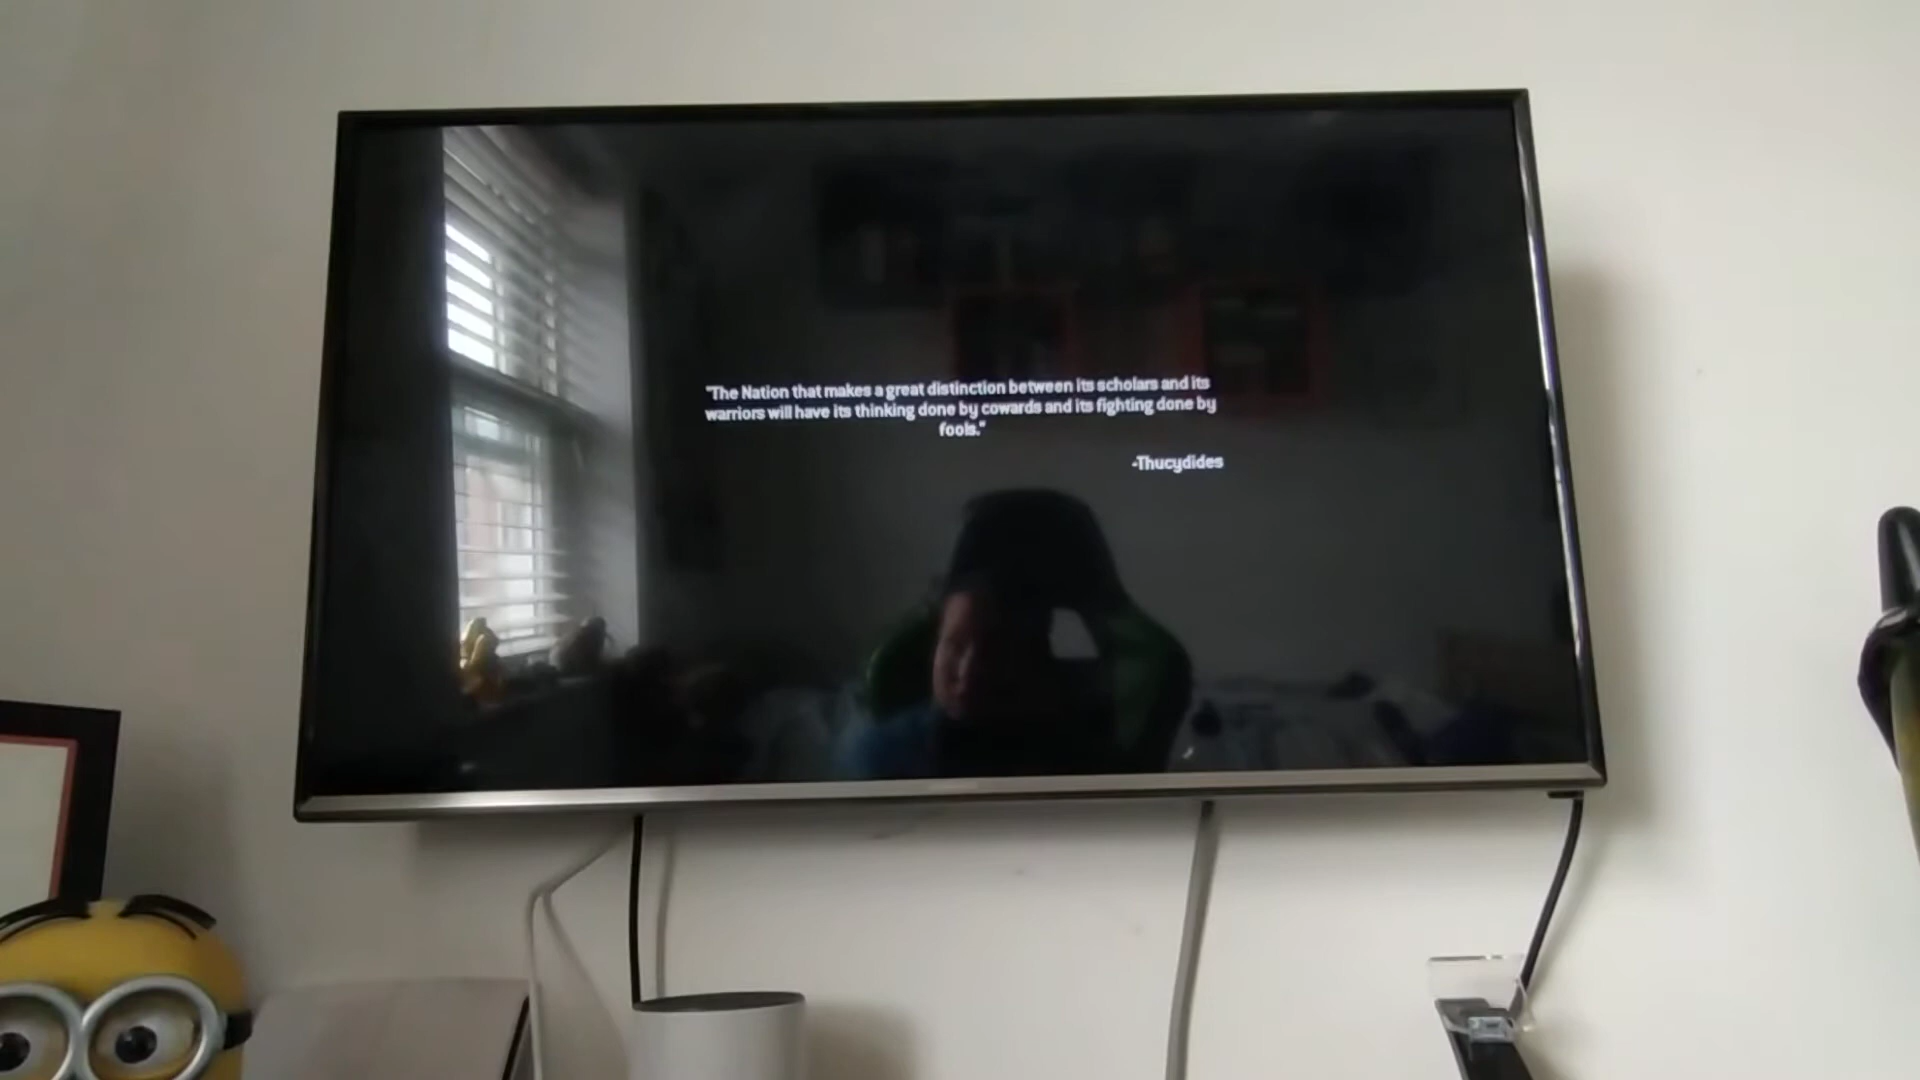 "The Nation that makes a great distinction between its scholars and its
warriors will have its thinking done by cowards and its fighting done by
fools."
-Thucydides